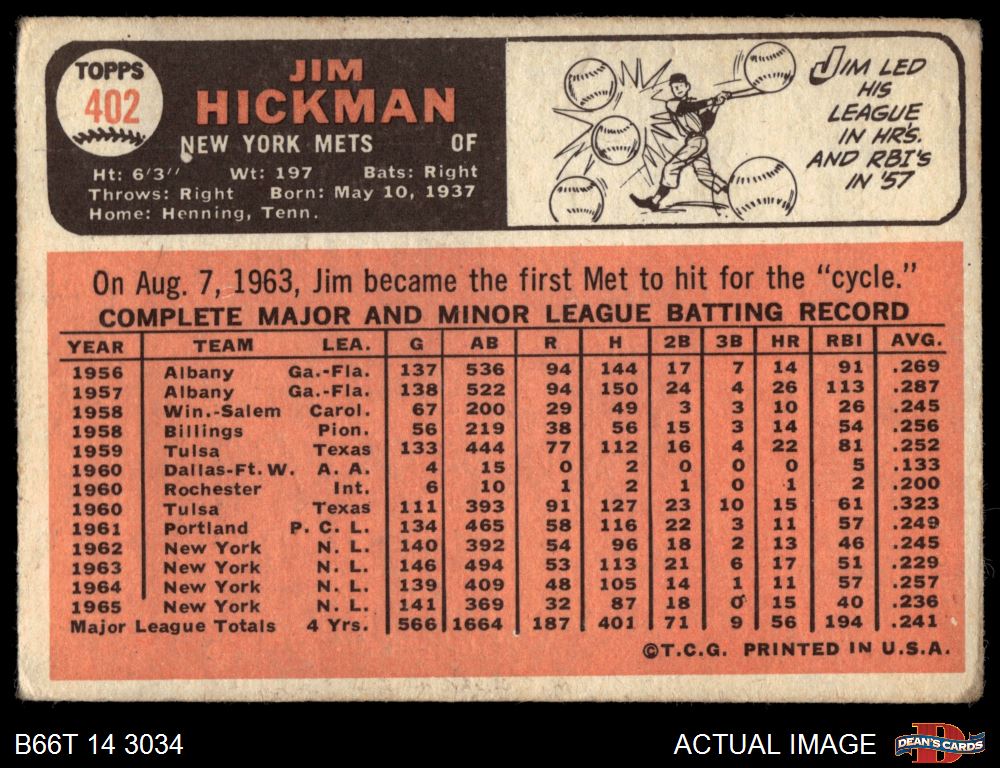 TOPPS
402
JIM
HICKMAN
NEW YORK METS OF
Ht: 6'3" Wt: 197 Bats: Right
Throws: Right Born: May 10, 1937
Home: Henning, Tenn.
JIM LED
HIS
LEAGUE
IN HR'S.
AND RBI'S
IN '57
On Aug. 7, 1963, Jim became the first Met to hit for the "cycle."
COMPLETE MAJOR AND MINOR LEAGUE BATTING RECORD
YEAR TEAM LEA. G AB R H 2B 3B HR RBI AVG.
1956 Albany Ga.-Fla. 137 536 94 144 17 7 14 91 .269
1957 Albany Ga.-Fla. 138 522 94 150 24 4 26 113 .287
1958 Win.-Salem Carol. 67 200 29 49 3 3 10 26 .245
1958 Billings Pion. 56 219 38 56 15 3 14 54 .256
1959 Tulsa Texas 133 444 77 112 16 4 22 81 .252
1960 Dallas-Ft. W. A. A. 4 15 0 2 0 0 0 5 .133
1960 Rochester Int. 6 10 1 2 1 0 1 2 .200
1960 Tulsa Texas 111 393 91 127 23 10 15 61 .323
1961 Portland P. C. L. 134 465 58 116 22 3 11 57 .249
1962 New York N. L. 140 392 54 96 18 2 13 46 .245
1963 New York N. L. 146 494 53 113 21 6 17 51 .229
1964 New York N. L. 139 409 48 105 14 1 11 57 .257
1965 New York N. L. 141 369 32 87 18 0 15 40 .236
Major League Totals 4 Yrs. 566 1664 187 401 71 9 56 194 .241
©T.C.G. PRINTED IN U.S.A.
B66T 14 3034
ACTUAL IMAGE
D
DEAN'S CARDS